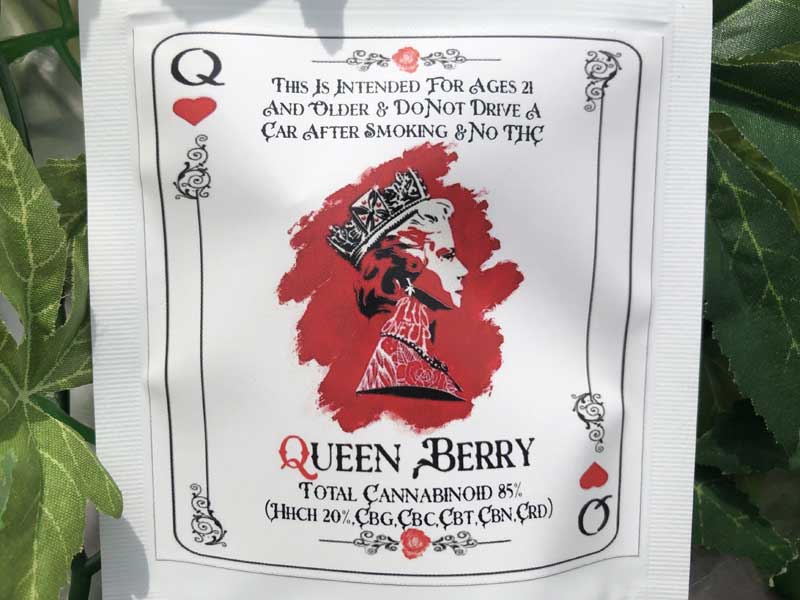 Q
This Is Intended For Ages 21
And Older & DoNot Drive A
Car After Smoking & No THC
Queen Berry
Total Cannabinoid 85%
(Hhch 20%,CBG,CBC,CBT,CBN,CRD)
Q